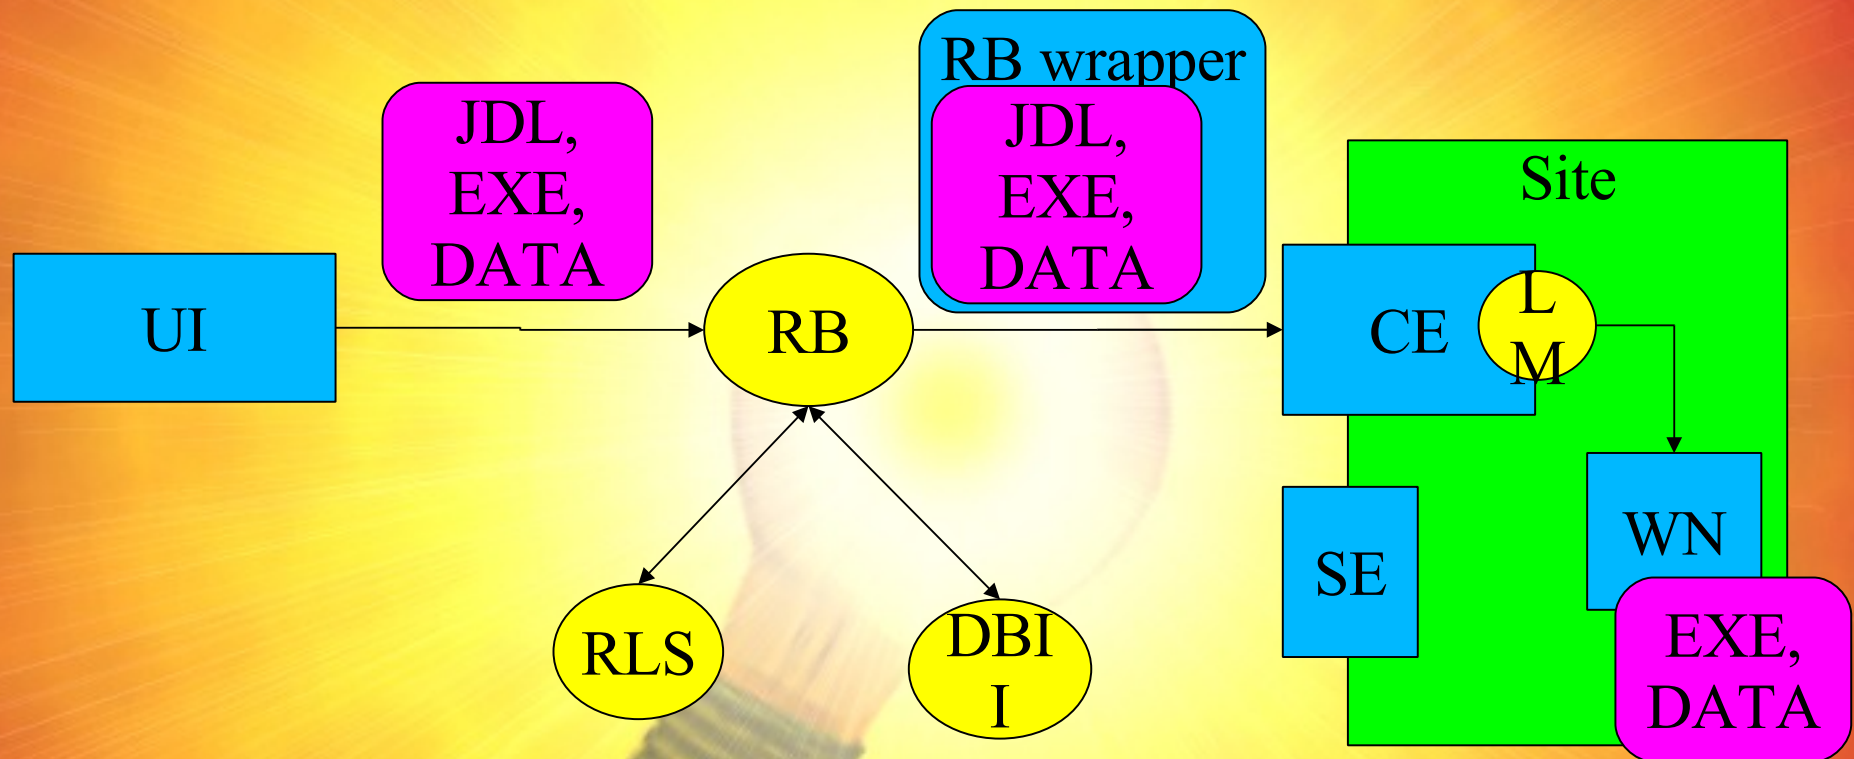 JDL,
EXE,
DATA
RB wrapper
JDL,
EXE,
DATA
Site
UI
RB
CE
L
M
SE
WN
RLS
DBI
I
EXE,
DATA